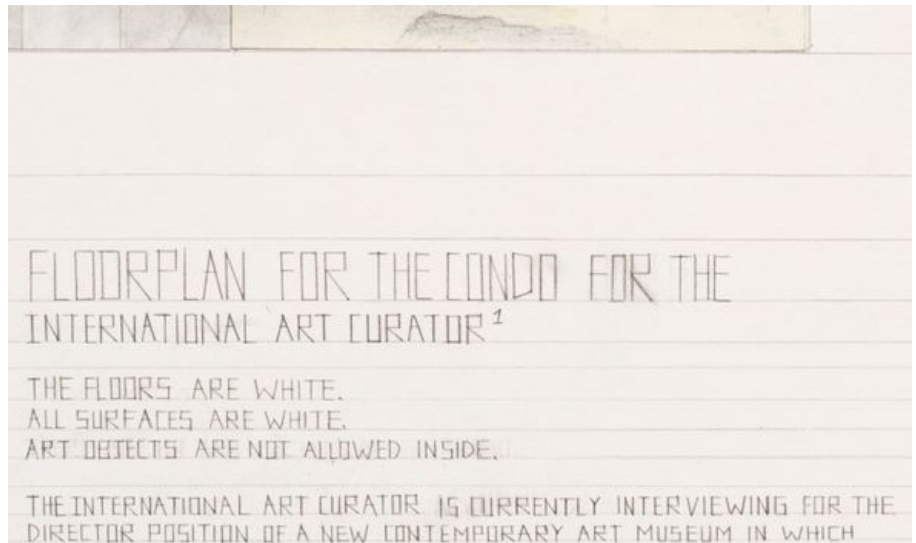 FLOORPLAN FOR THE CONDO FOR THE
INTERNATIONAL ART CURATOR¹
THE FLOORS ARE WHITE.
ALL SURFACES ARE WHITE.
ART OBJECTS ARE NOT ALLOWED INSIDE.
THE INTERNATIONAL ART CURATOR IS CURRENTLY INTERVIEWING FOR THE
DIRECTOR POSITION OF A NEW CONTEMPORARY ART MUSEUM IN WHICH